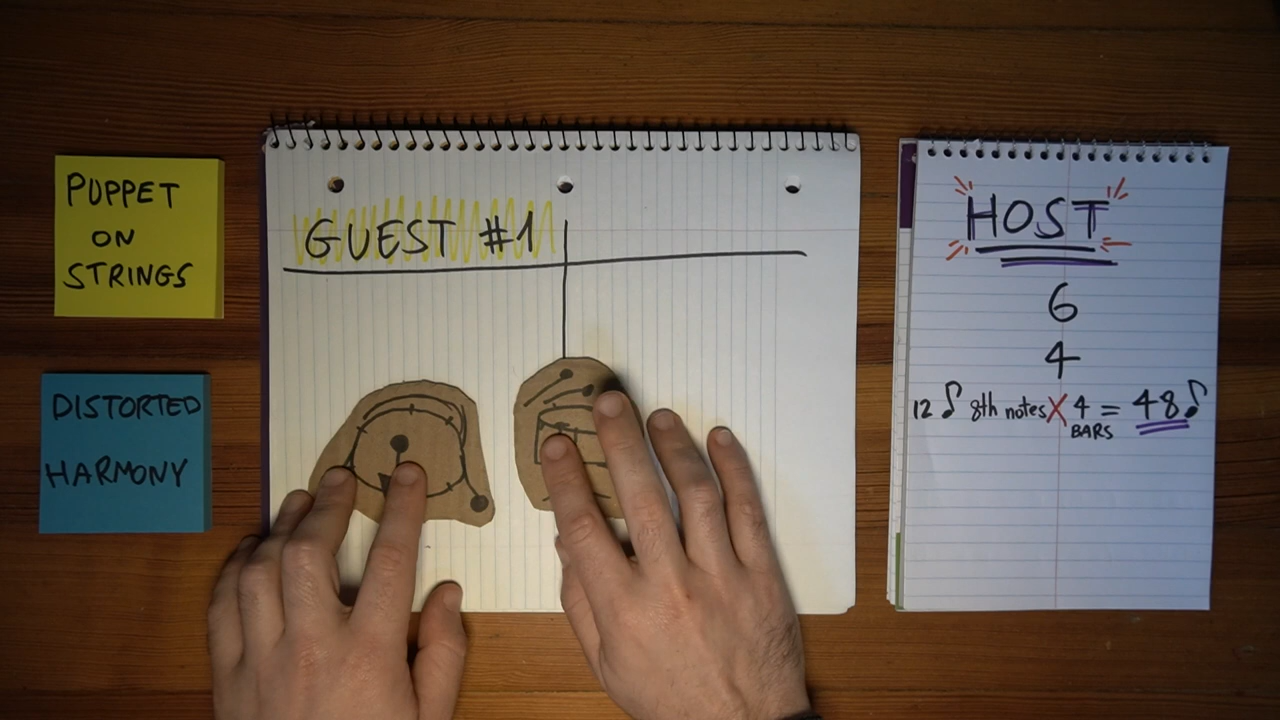 PUPPET
ON
STRINGS
DISTORTED
HARMONY
GUEST #1
HOST
6
4
12 ♪ 8th notes X 4 = 48 ♪
BARS